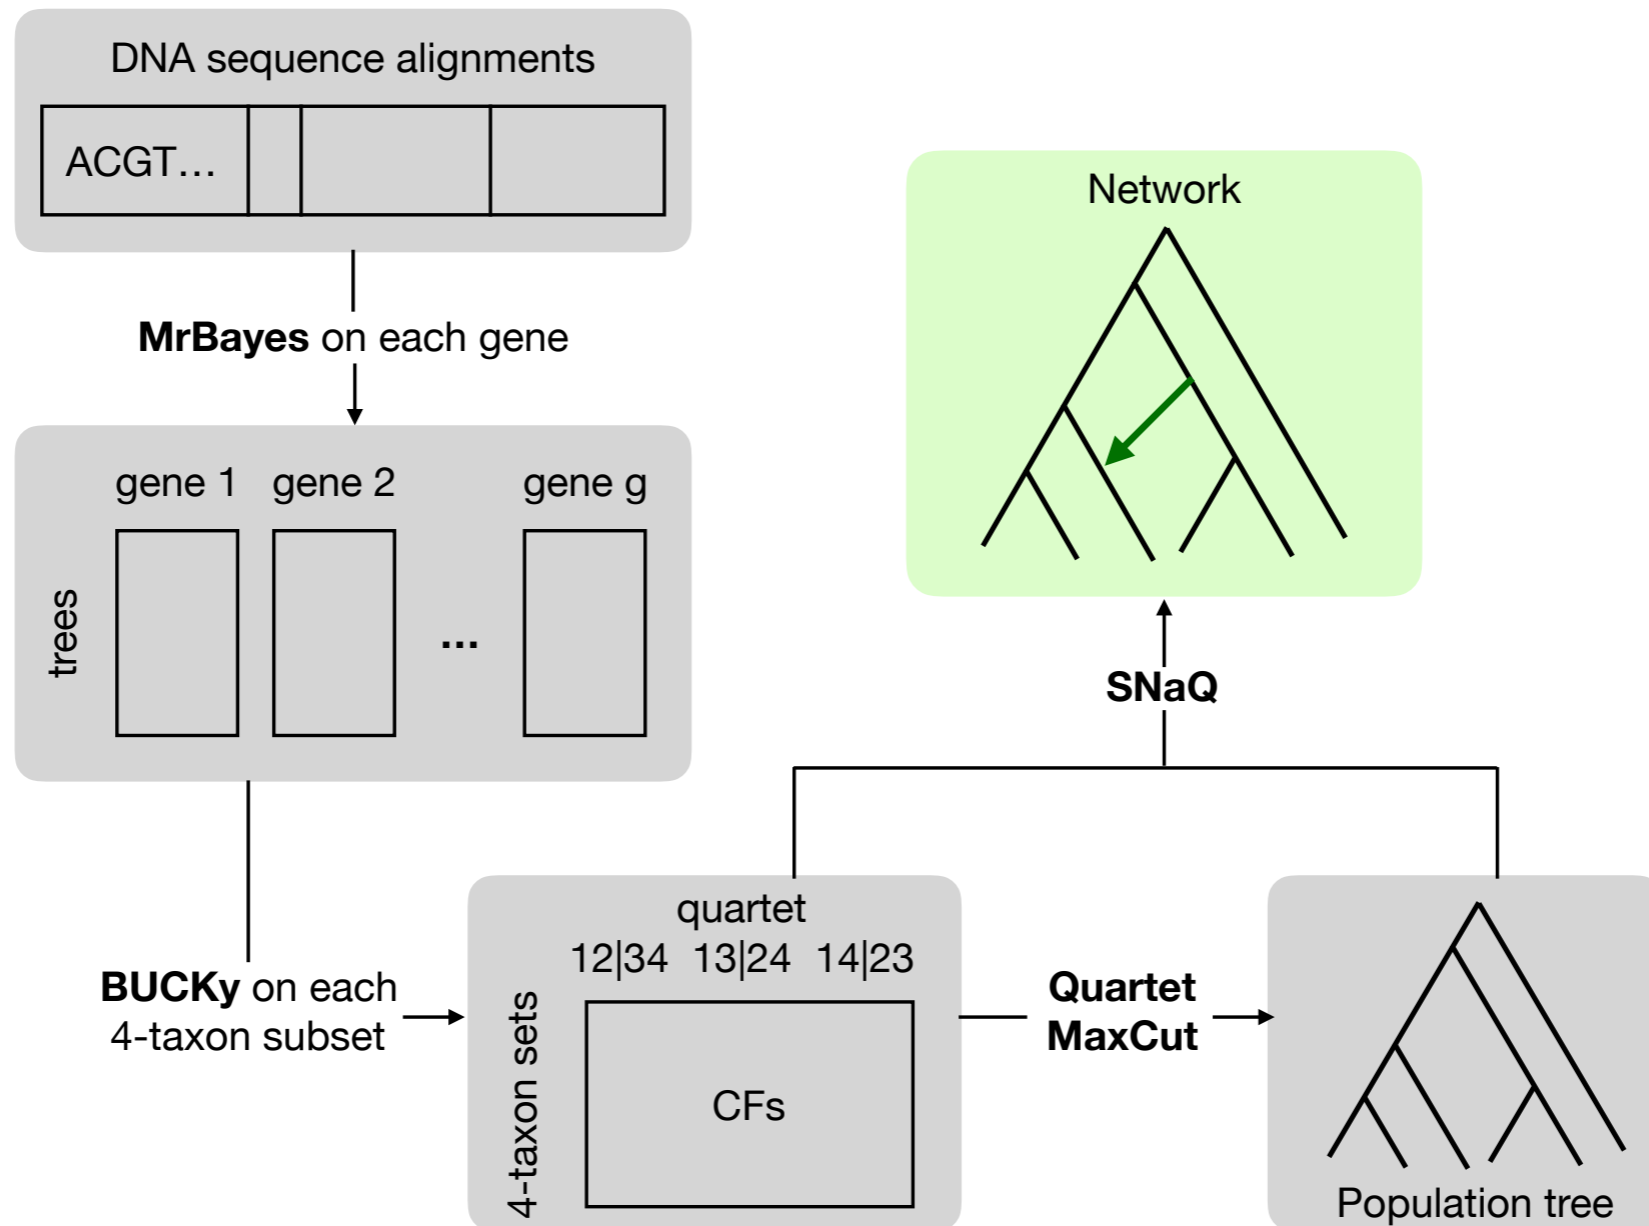 DNA sequence alignments
ACGT...
MrBayes on each gene
gene 1 gene 2 ... gene g
trees
BUCKy on each
4-taxon subset
quartet
12|34 13|24 14|23
4-taxon sets
CFs
Quartet
MaxCut
Population tree
SNaQ
Network